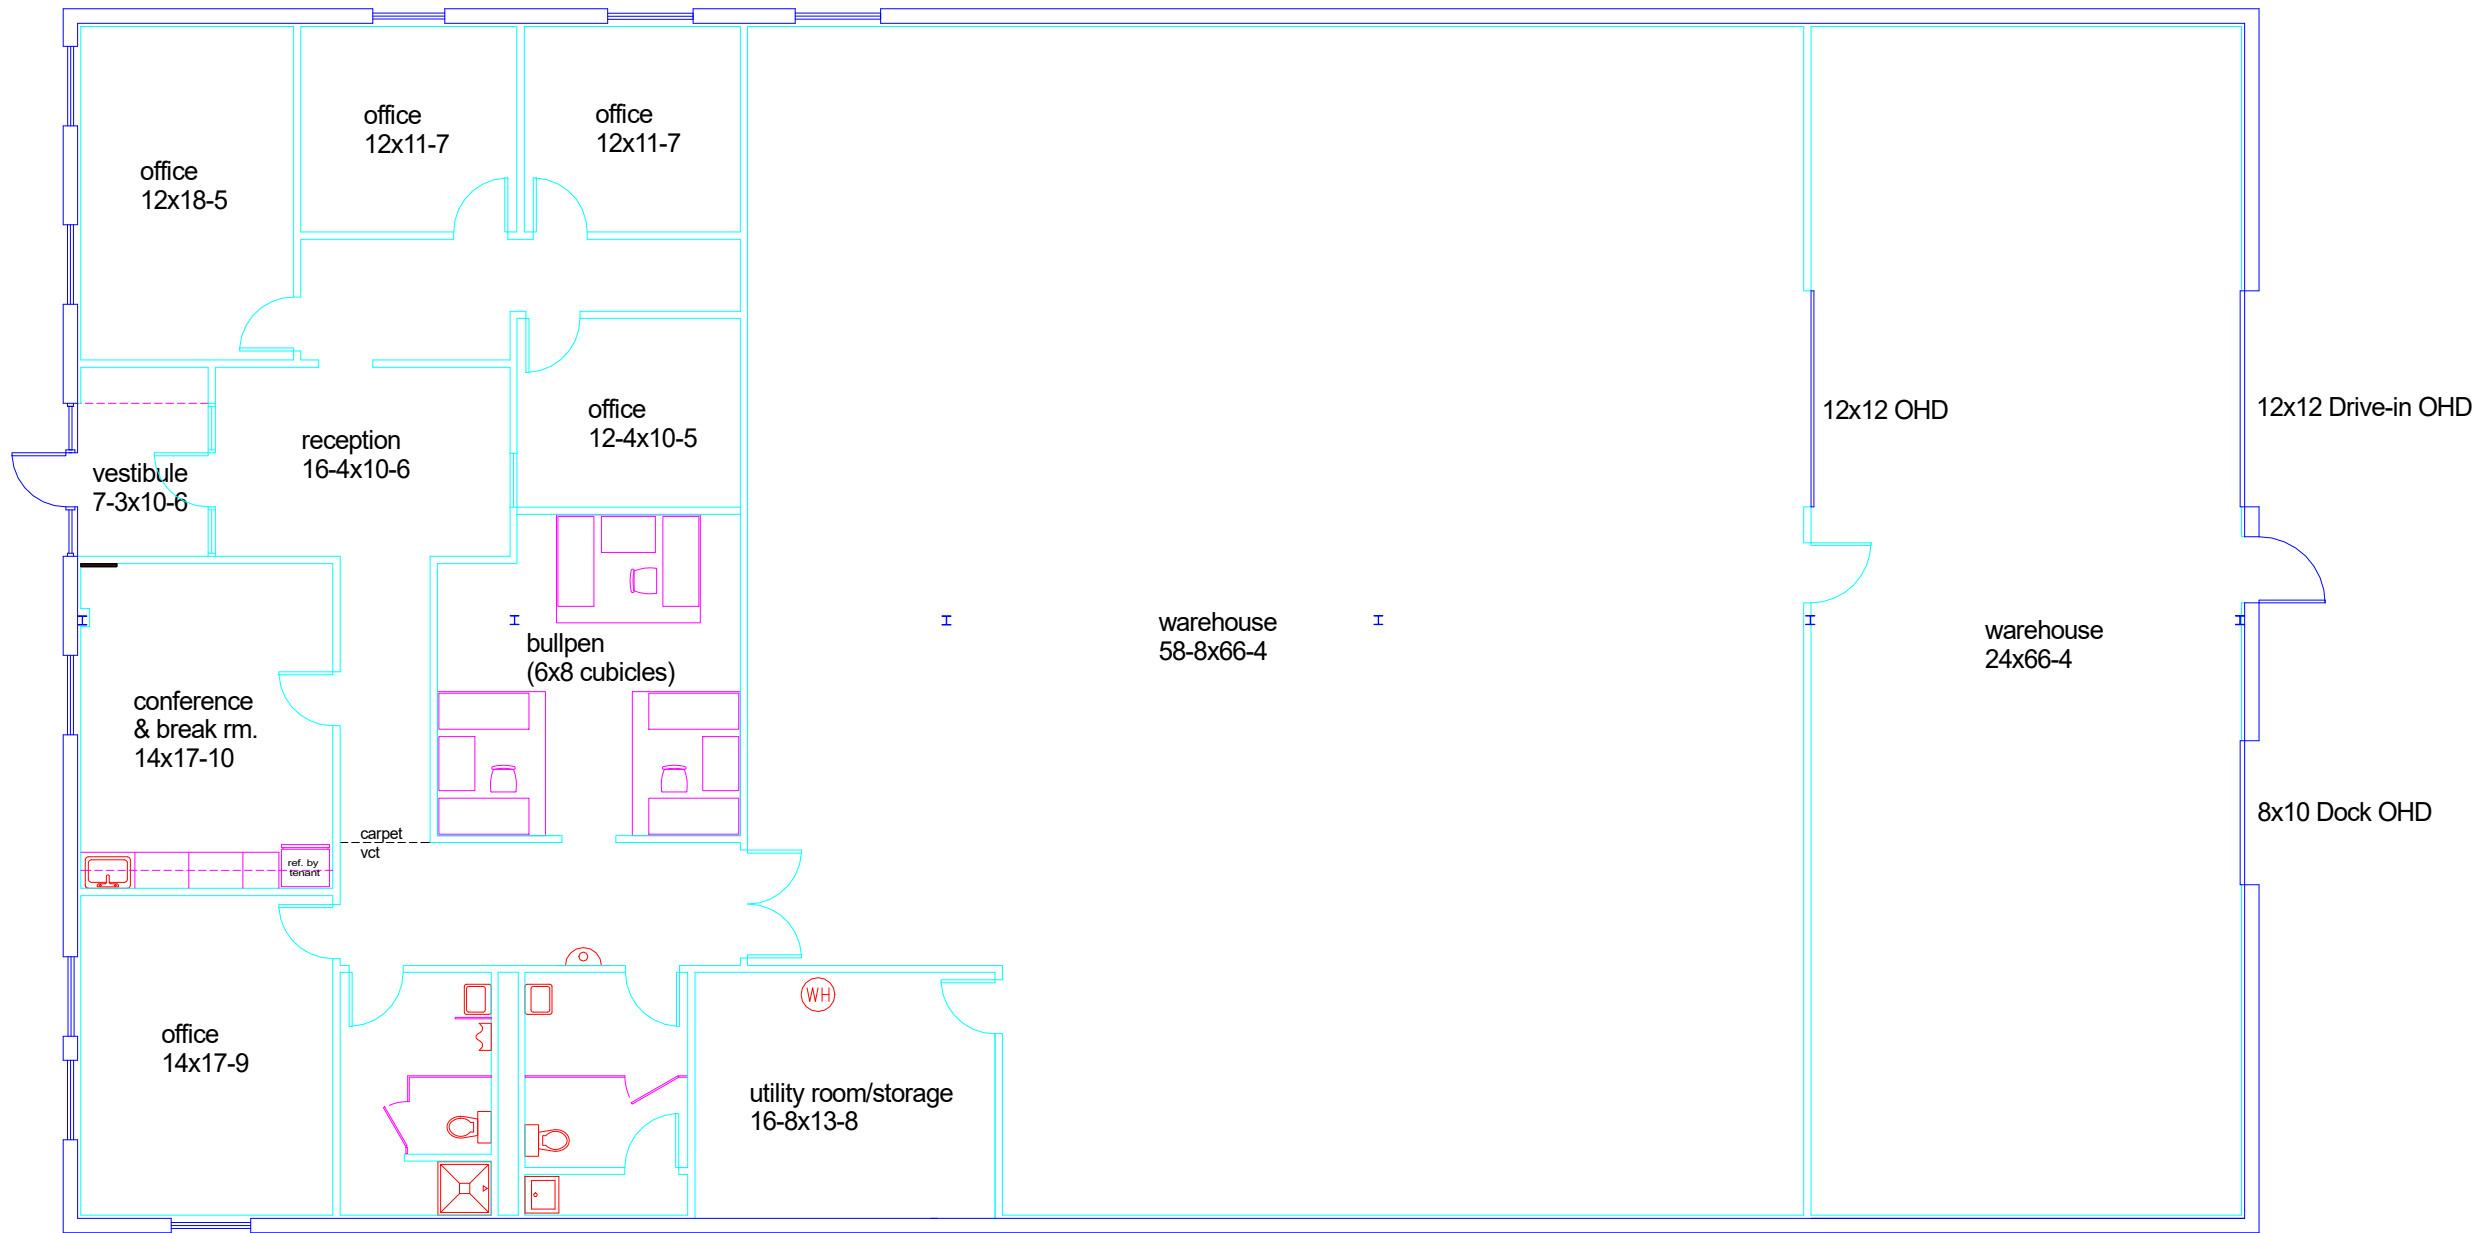 office
12x11-7
office
12x11-7
office
12x18-5
office
12-4x10-5
12x12 OHD
12x12 Drive-in OHD
reception
16-4x10-6
vestibule
7-3x10-6
bullpen
(6x8 cubicles)
warehouse
58-8x66-4
warehouse
24x66-4
conference
& break rm.
14x17-10
8x10 Dock OHD
carpet
vct
ref. by
tenant
WH
office
14x17-9
utility room/storage
16-8x13-8